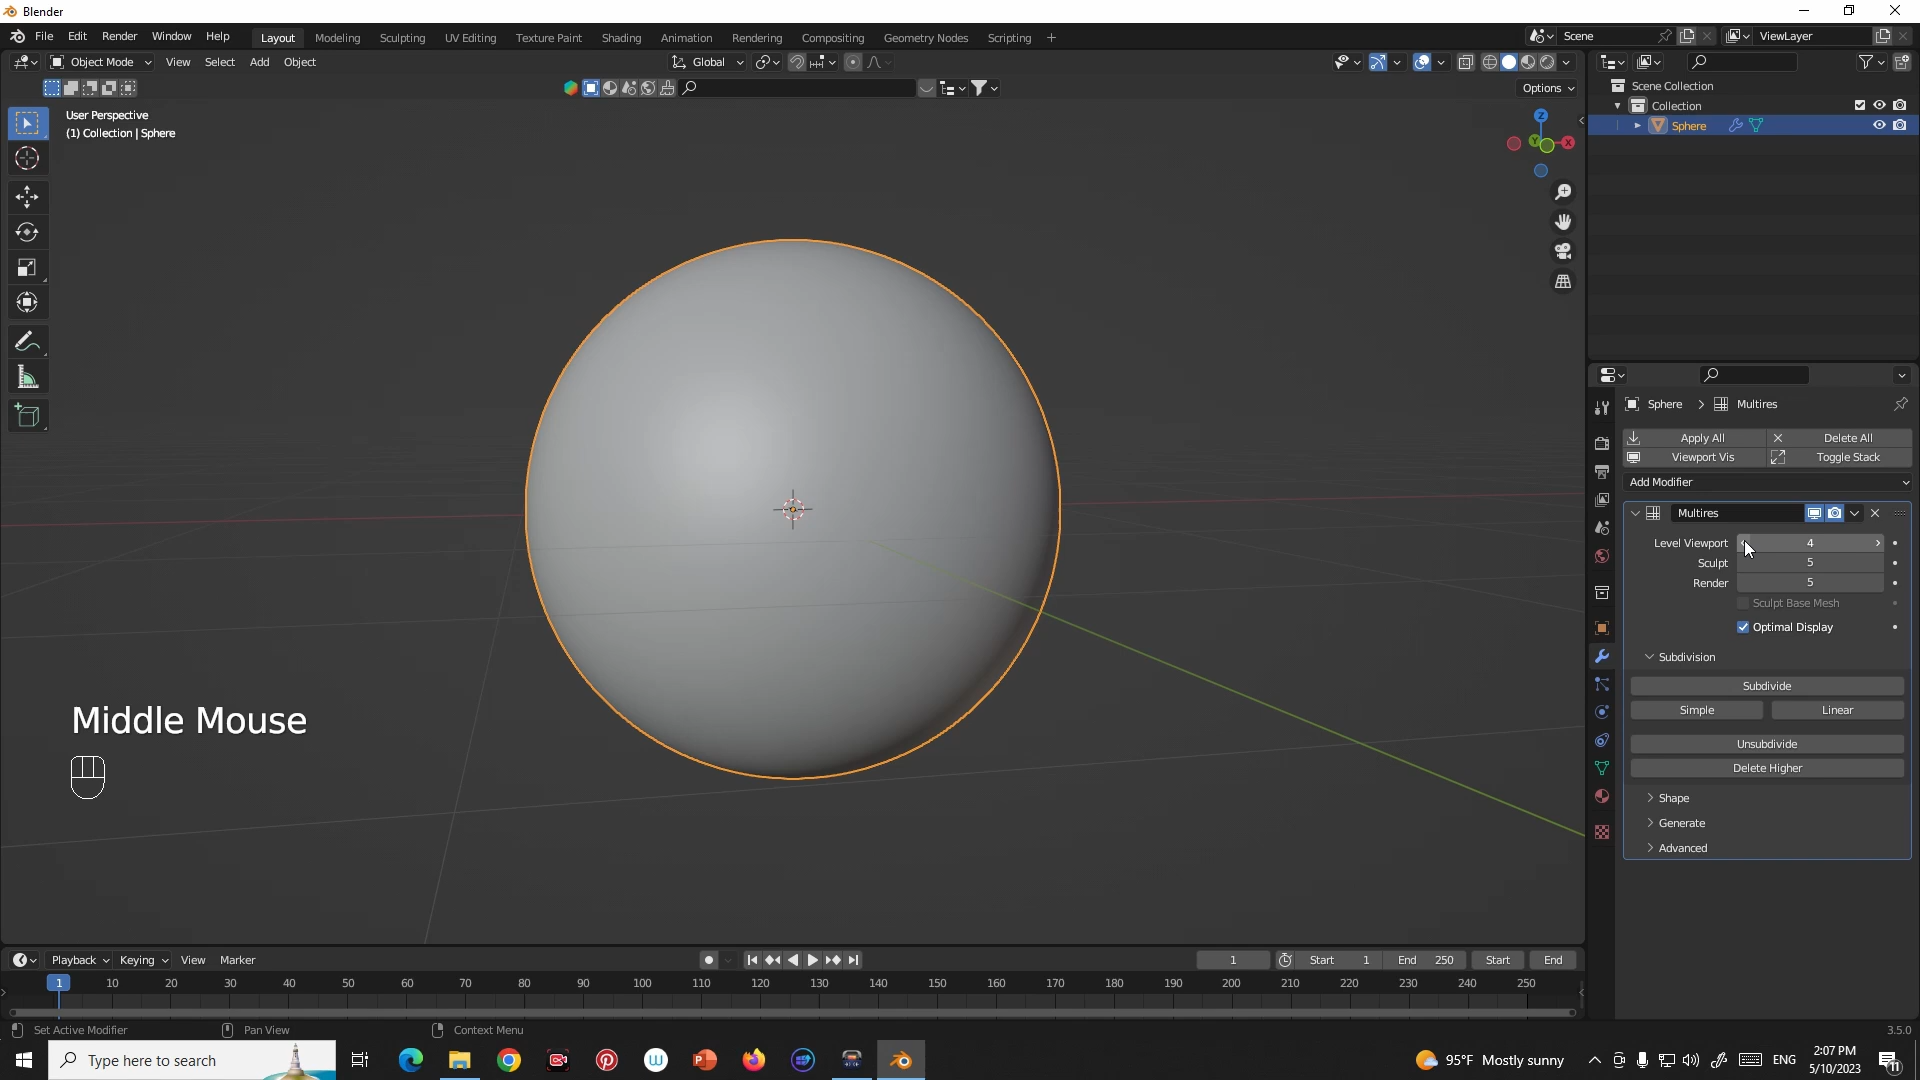 Blender
File Edit Render Window Help Layout Modeling Sculpting UV Editing Texture Paint Shading Animation Rendering Compositing Geometry Nodes Scripting + Scene ViewLayer
Object Mode View Select Add Object Global
Options
User Perspective
(1) Collection | Sphere
Z
Y
X
Scene Collection
Collection
Sphere
Sphere > Multires
Apply All Delete All
Viewport Vis Toggle Stack
Add Modifier
Multires
Level Viewport 4
Sculpt 5
Render 5
Sculpt Base Mesh
Optimal Display
Subdivision
Subdivide
Simple Linear
Unsubdivide
Delete Higher
Shape
Generate
Advanced
Middle Mouse
Playback Keying View Marker 1 Start 1 End 250 Start End
1 10 20 30 40 50 60 70 80 90 100 110 120 130 140 150 160 170 180 190 200 210 220 230 240 250
Set Active Modifier Pan View Context Menu 3.5.0
Type here to search 95°F Mostly sunny ENG 2:07 PM
5/10/2023
11